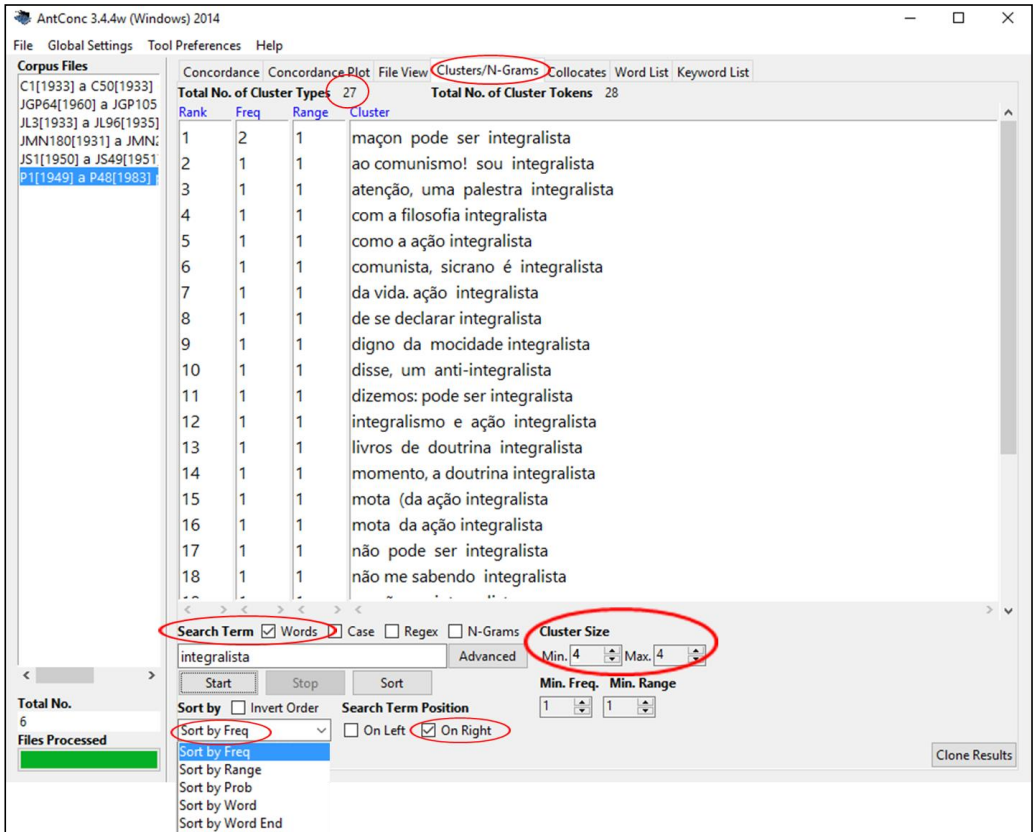 AntConc 3.4.4w (Windows) 2014
File Global Settings Tool Preferences Help
Corpus Files
C1[1933] a C50[1933]
JGP64[1960] a JGP105
JL3[1933] a JL96[1935]
JMN180[1931] a JMN
JS1[1950] a JS49[1951
P1[1949] a P48[1983]
Total No.
6
Files Processed
Concordance Concordance Plot File View Clusters/N-Grams Collocates Word List Keyword List
Total No. of Cluster Types 27 Total No. of Cluster Tokens 28
Rank Freq Range Cluster
1 2 1 maçon pode ser integralista
2 1 1 ao comunismo! sou integralista
3 1 1 atenção, uma palestra integralista
4 1 1 com a filosofia integralista
5 1 1 como a ação integralista
6 1 1 comunista, sicrano é integralista
7 1 1 da vida. ação integralista
8 1 1 de se declarar integralista
9 1 1 digno da mocidade integralista
10 1 1 disse, um anti-integralista
11 1 1 dizemos: pode ser integralista
12 1 1 integralismo e ação integralista
13 1 1 livros de doutrina integralista
14 1 1 momento, a doutrina integralista
15 1 1 mota (da ação integralista
16 1 1 mota da ação integralista
17 1 1 não pode ser integralista
18 1 1 não me sabendo integralista
Search Term Words Case Regex N-Grams Cluster Size
integralista Advanced Min. 4 Max. 4
Start Stop Sort Min. Freq. Min. Range
Sort by Invert Order Search Term Position 1 1
Sort by Freq On Left On Right
Sort by Freq
Sort by Range
Sort by Prob
Sort by Word
Sort by Word End
Clone Results